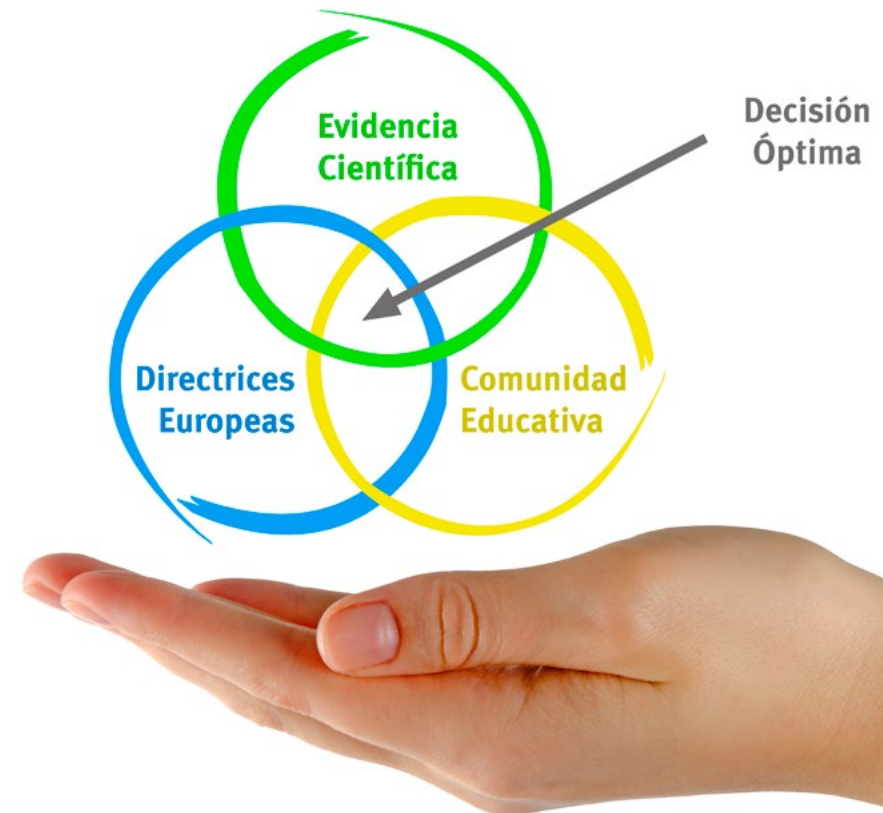 Evidencia
Científica
Decisión
Óptima
Directrices
Europeas
Comunidad
Educativa